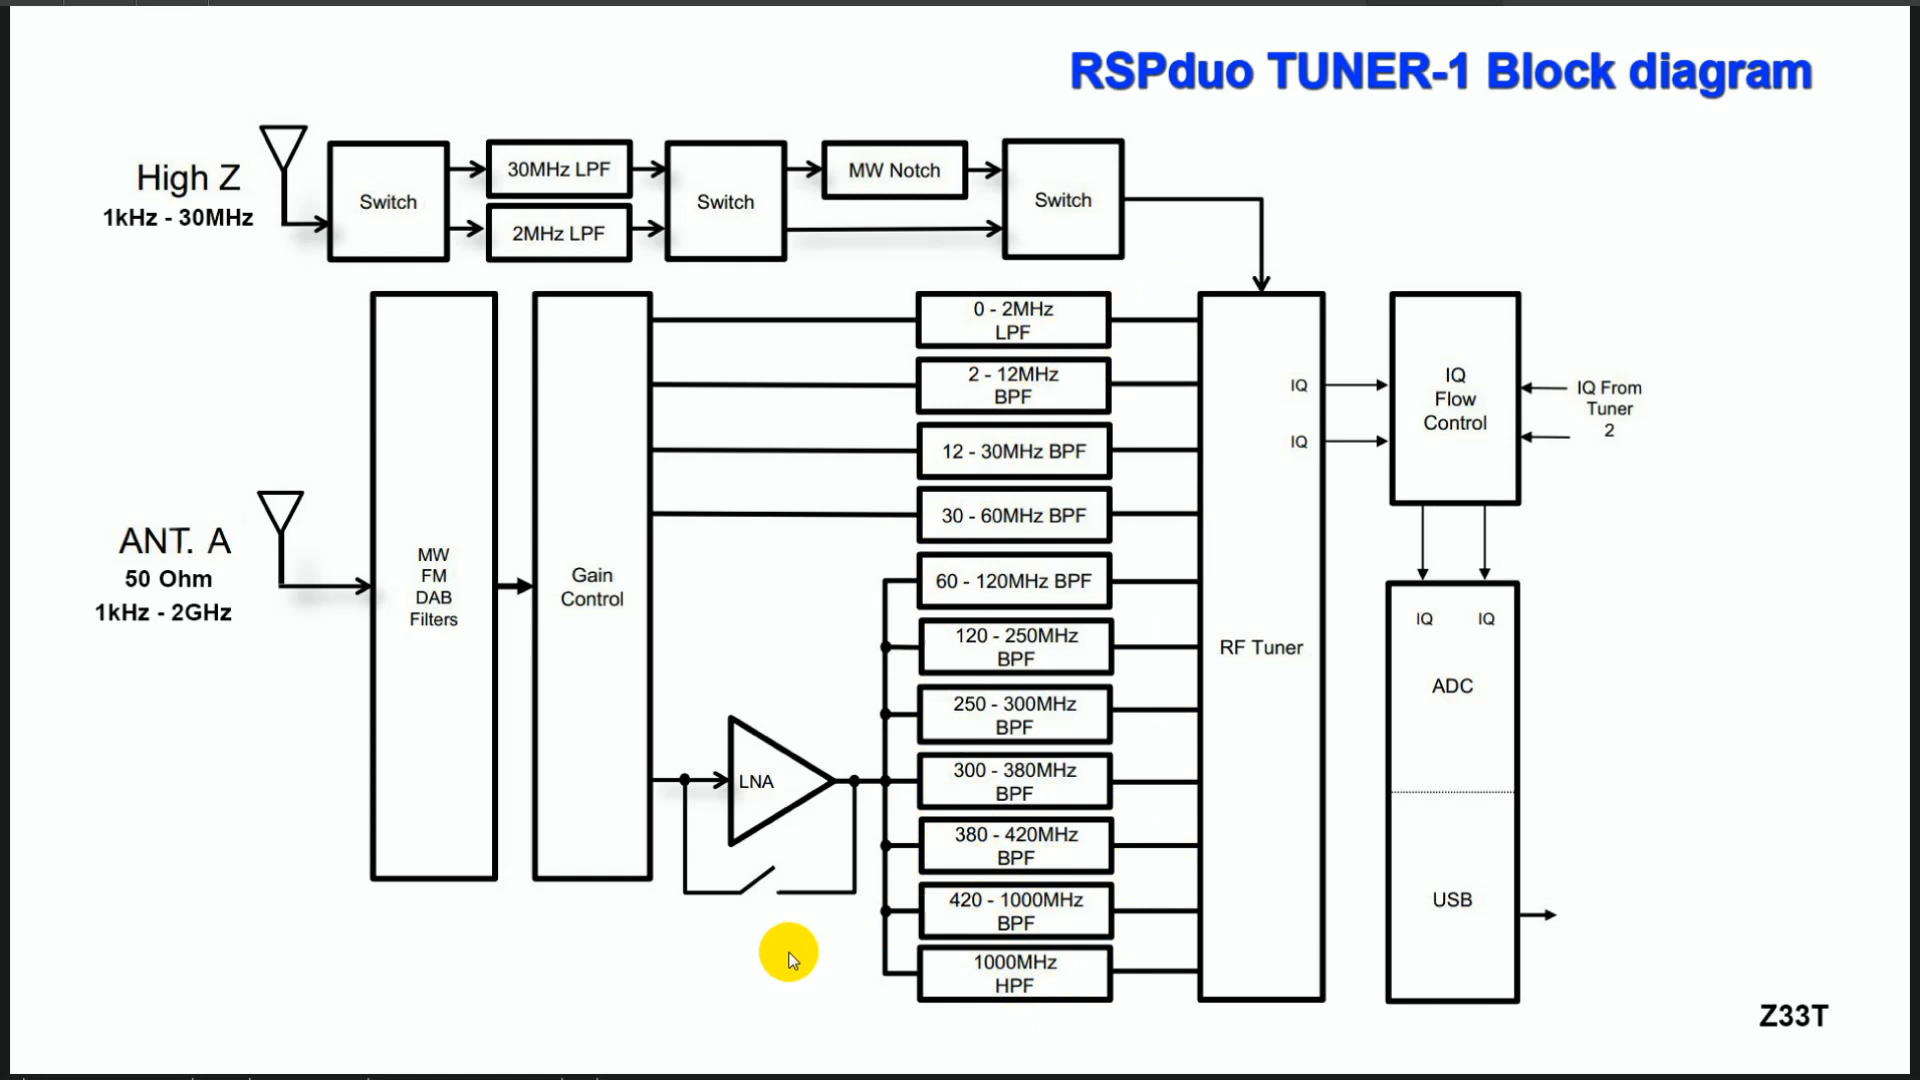 RSPduo TUNER-1 Block diagram
High Z
1kHz - 30MHz
Switch
30MHz LPF
2MHz LPF
Switch
MW Notch
Switch
ANT. A
50 Ohm
1kHz - 2GHz
MW
FM
DAB
Filters
Gain
Control
LNA
0 - 2MHz
LPF
2 - 12MHz
BPF
12 - 30MHz BPF
30 - 60MHz BPF
60 - 120MHz BPF
120 - 250MHz
BPF
250 - 300MHz
BPF
300 - 380MHz
BPF
380 - 420MHz
BPF
420 - 1000MHz
BPF
1000MHz
HPF
IQ
IQ
RF Tuner
IQ
Flow
Control
IQ From
Tuner
2
IQ IQ
ADC
USB
Z33T